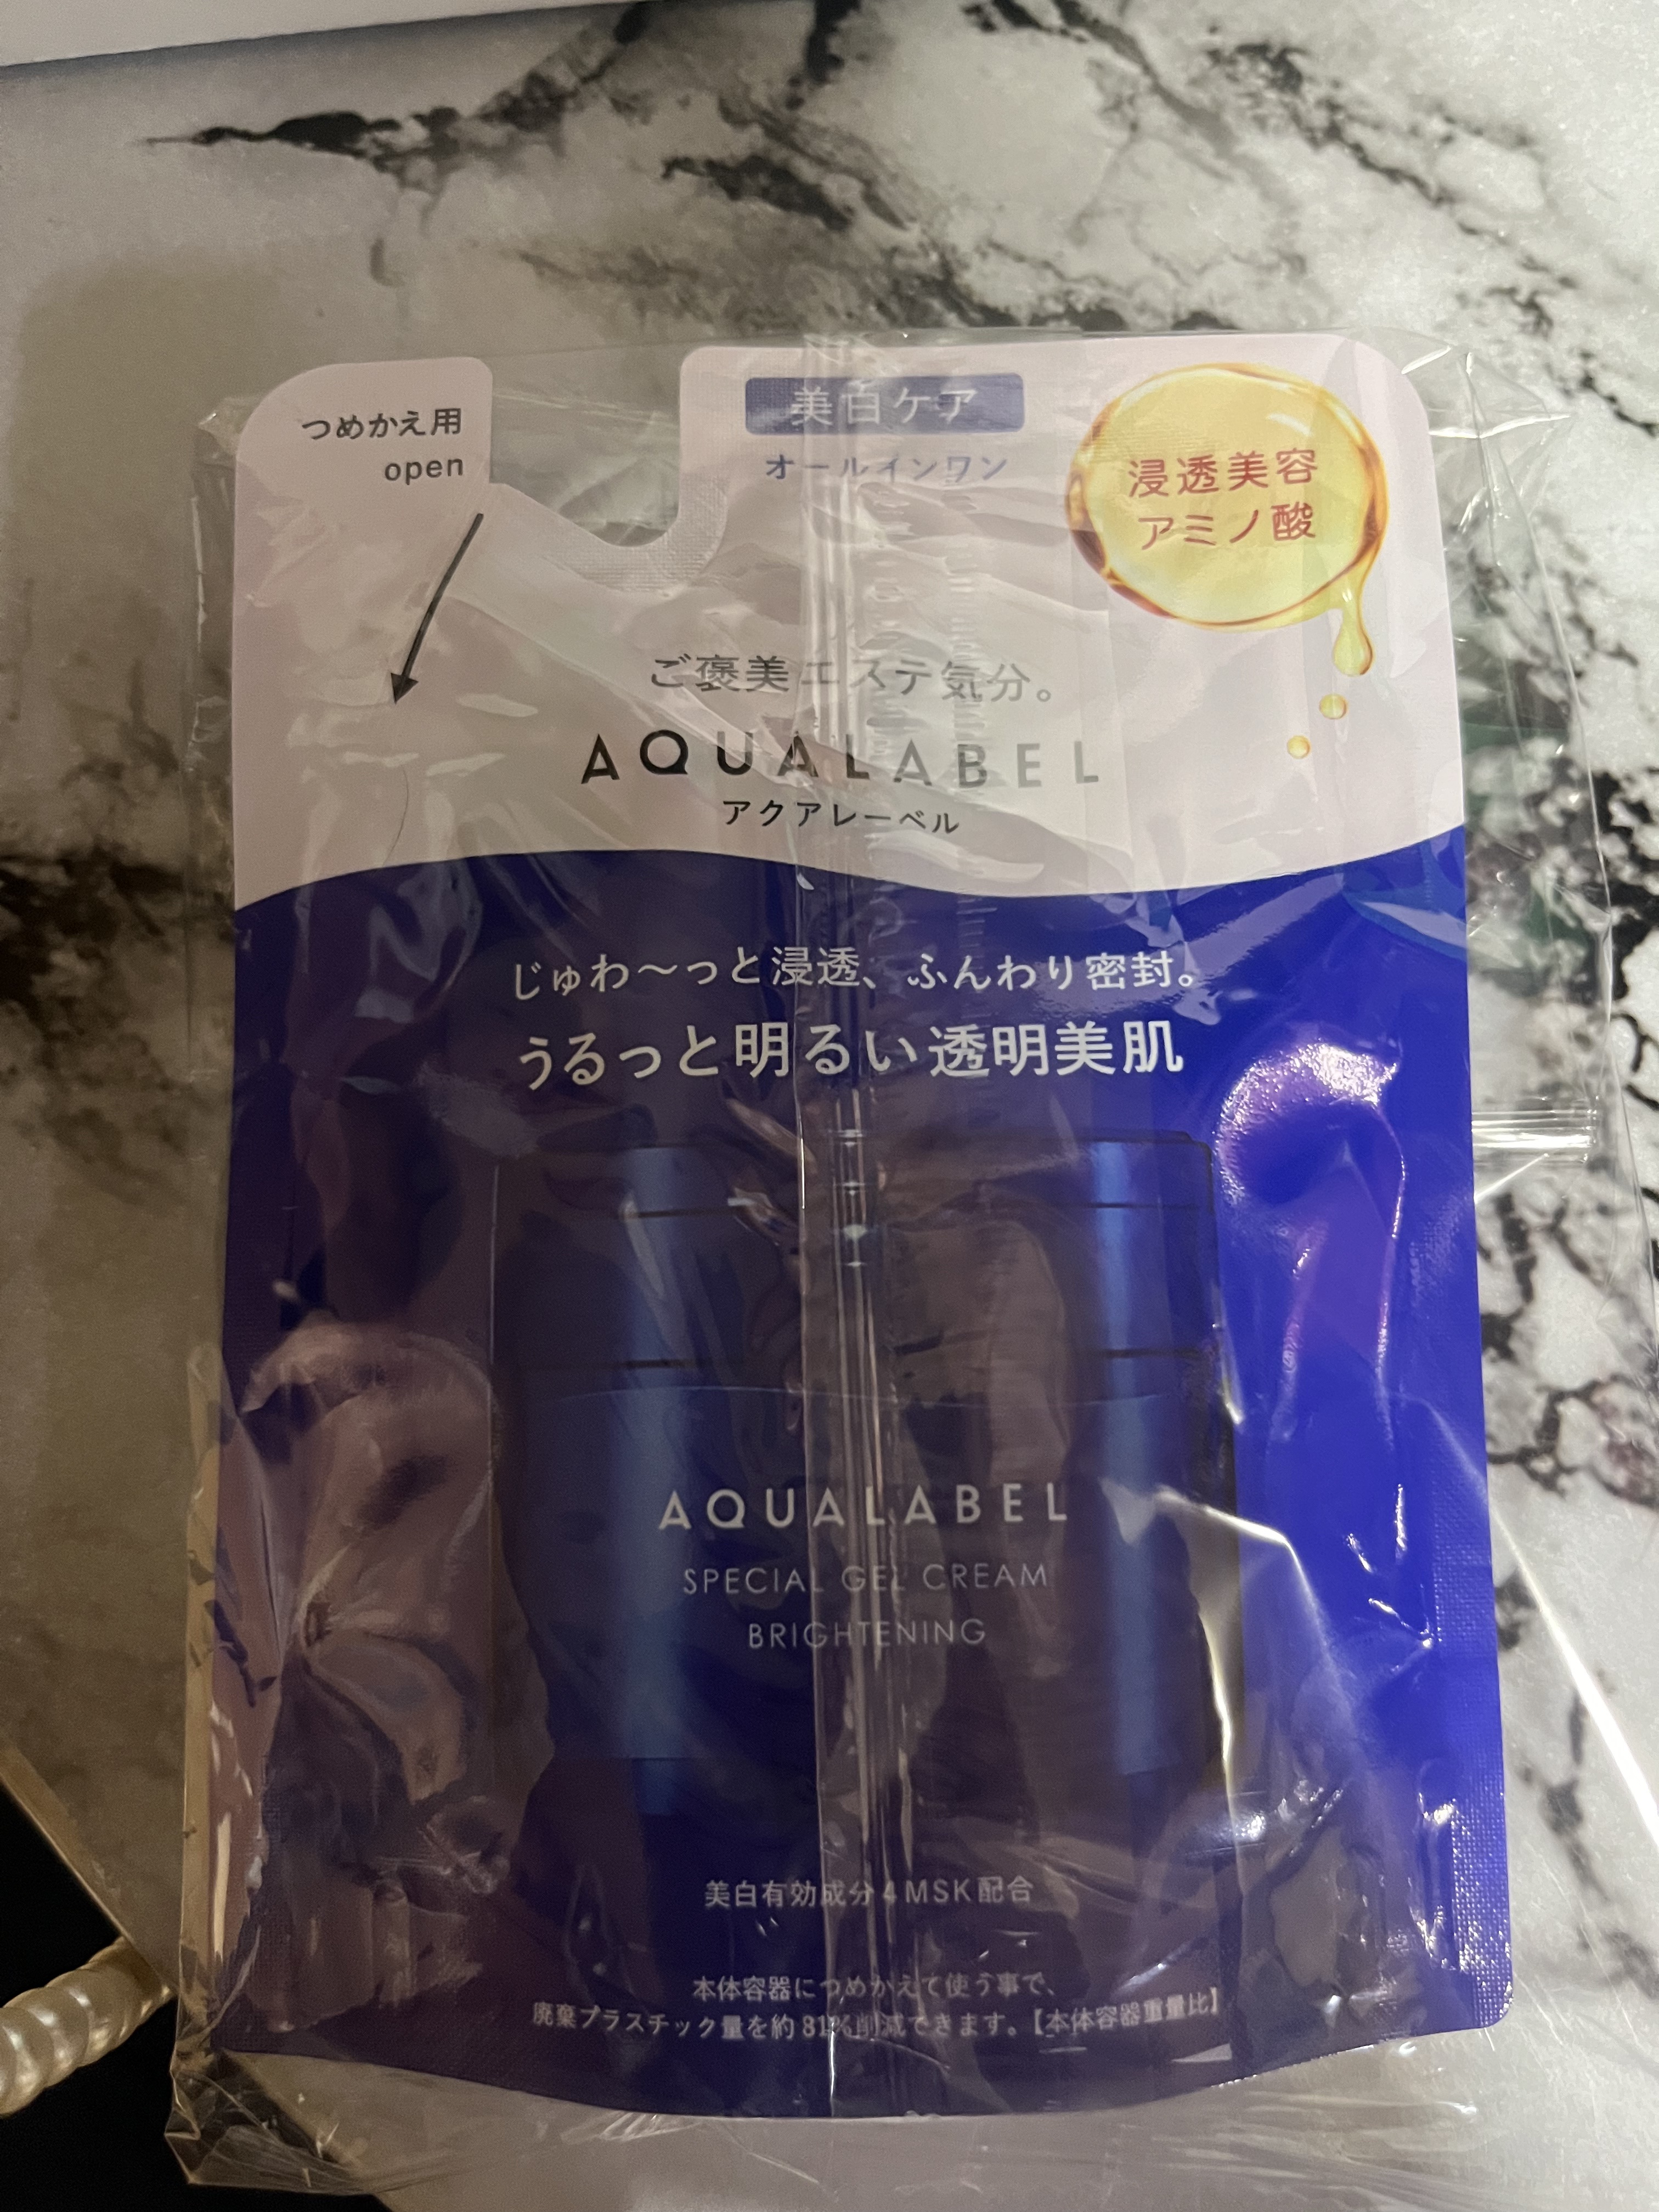 つめかえ用
open
美白ケア
オールインワン
浸透美容
アミノ酸
ご褒美エステ気分。
AQUALABEL
アクアレーベル
じゅわ〜っと浸透、ふんわり密封。
うるっと明るい透明美肌
AQUALABEL
SPECIAL GEL CREAM
BRIGHTENING
美白有効成分4MSK配合
本体容器につめかえて使う事で、
廃棄プラスチック量を約81%削減できます。【本体容器重量比】